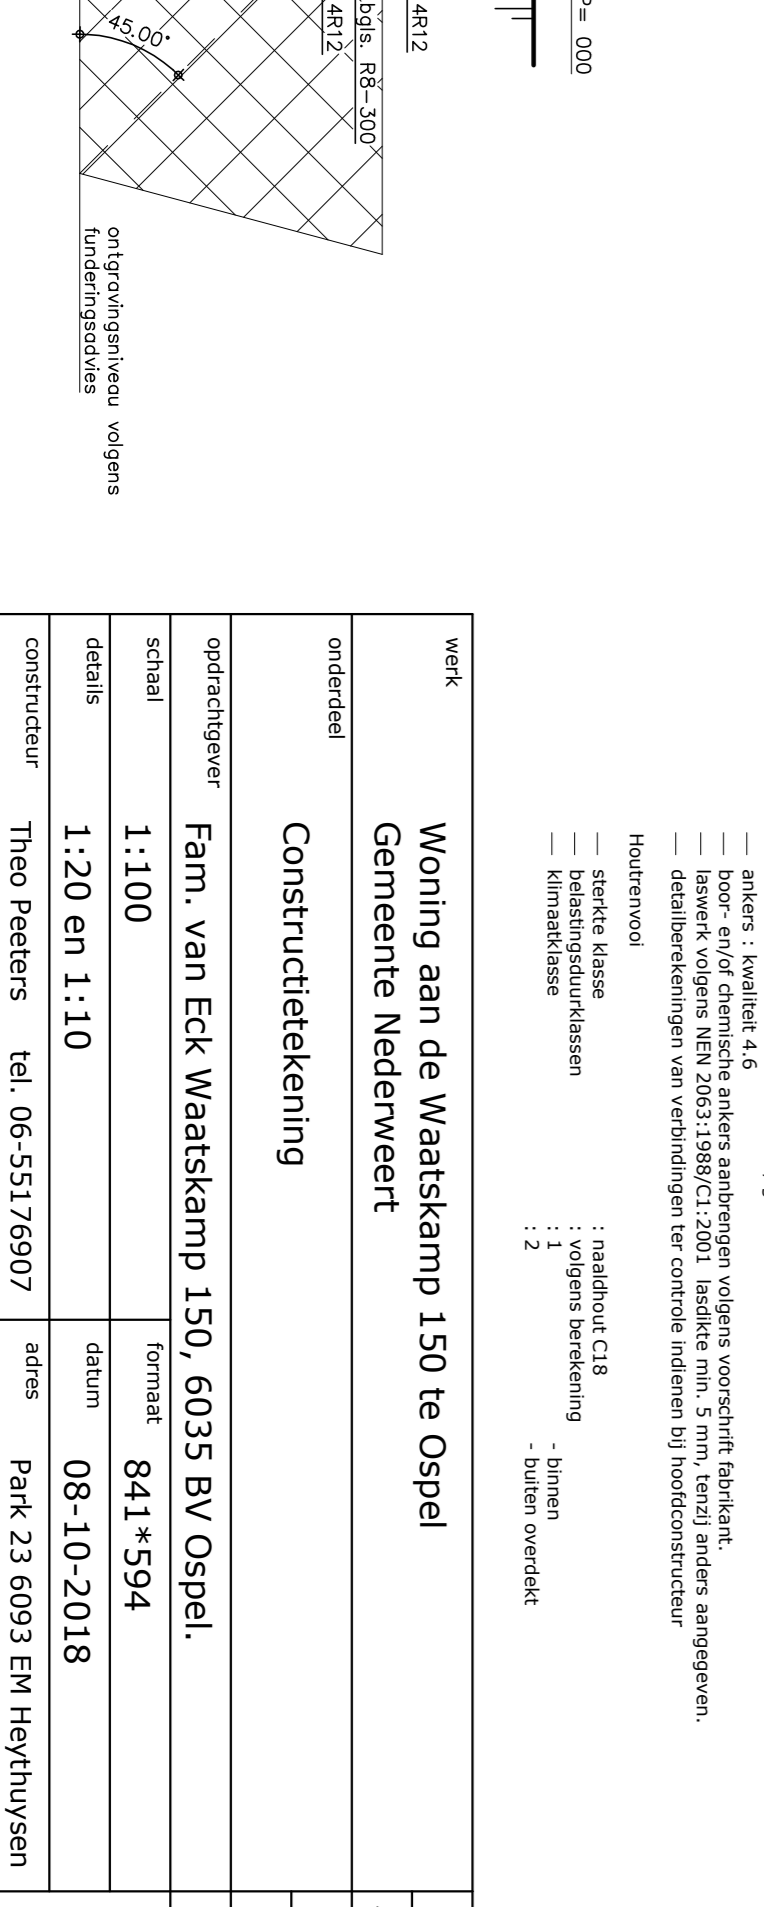 P= 000
4R12
bgls. R8-300
4R12
45.00°
ontgravingsniveau volgens
funderingsadvies
— ankers : kwaliteit 4.6
— boor- en/of chemische ankers aanbrengen volgens voorschrift fabrikant.
— laswerk volgens NEN 2063:1988/C1:2001 lasdikte min. 5 mm, tenzij anders aangegeven.
— detailberekeningen van verbindingen ter controle indienen bij hoofdconstructeur
Houtrenvooi
— sterkte klasse : naaldhout C18
— belastingsduurklassen : volgens berekening
— klimaatklasse : 1 - binnen
: 2 - buiten overdekt
werk Woning aan de Waatskamp 150 te Ospel
Gemeente Nederweert
onderdeel Constructietekening
opdrachtgever Fam. van Eck Waatskamp 150, 6035 BV Ospel.
schaal 1:100 formaat 841*594
details 1:20 en 1:10 datum 08-10-2018
constructeur Theo Peeters tel. 06-55176907 adres Park 23 6093 EM Heythuysen